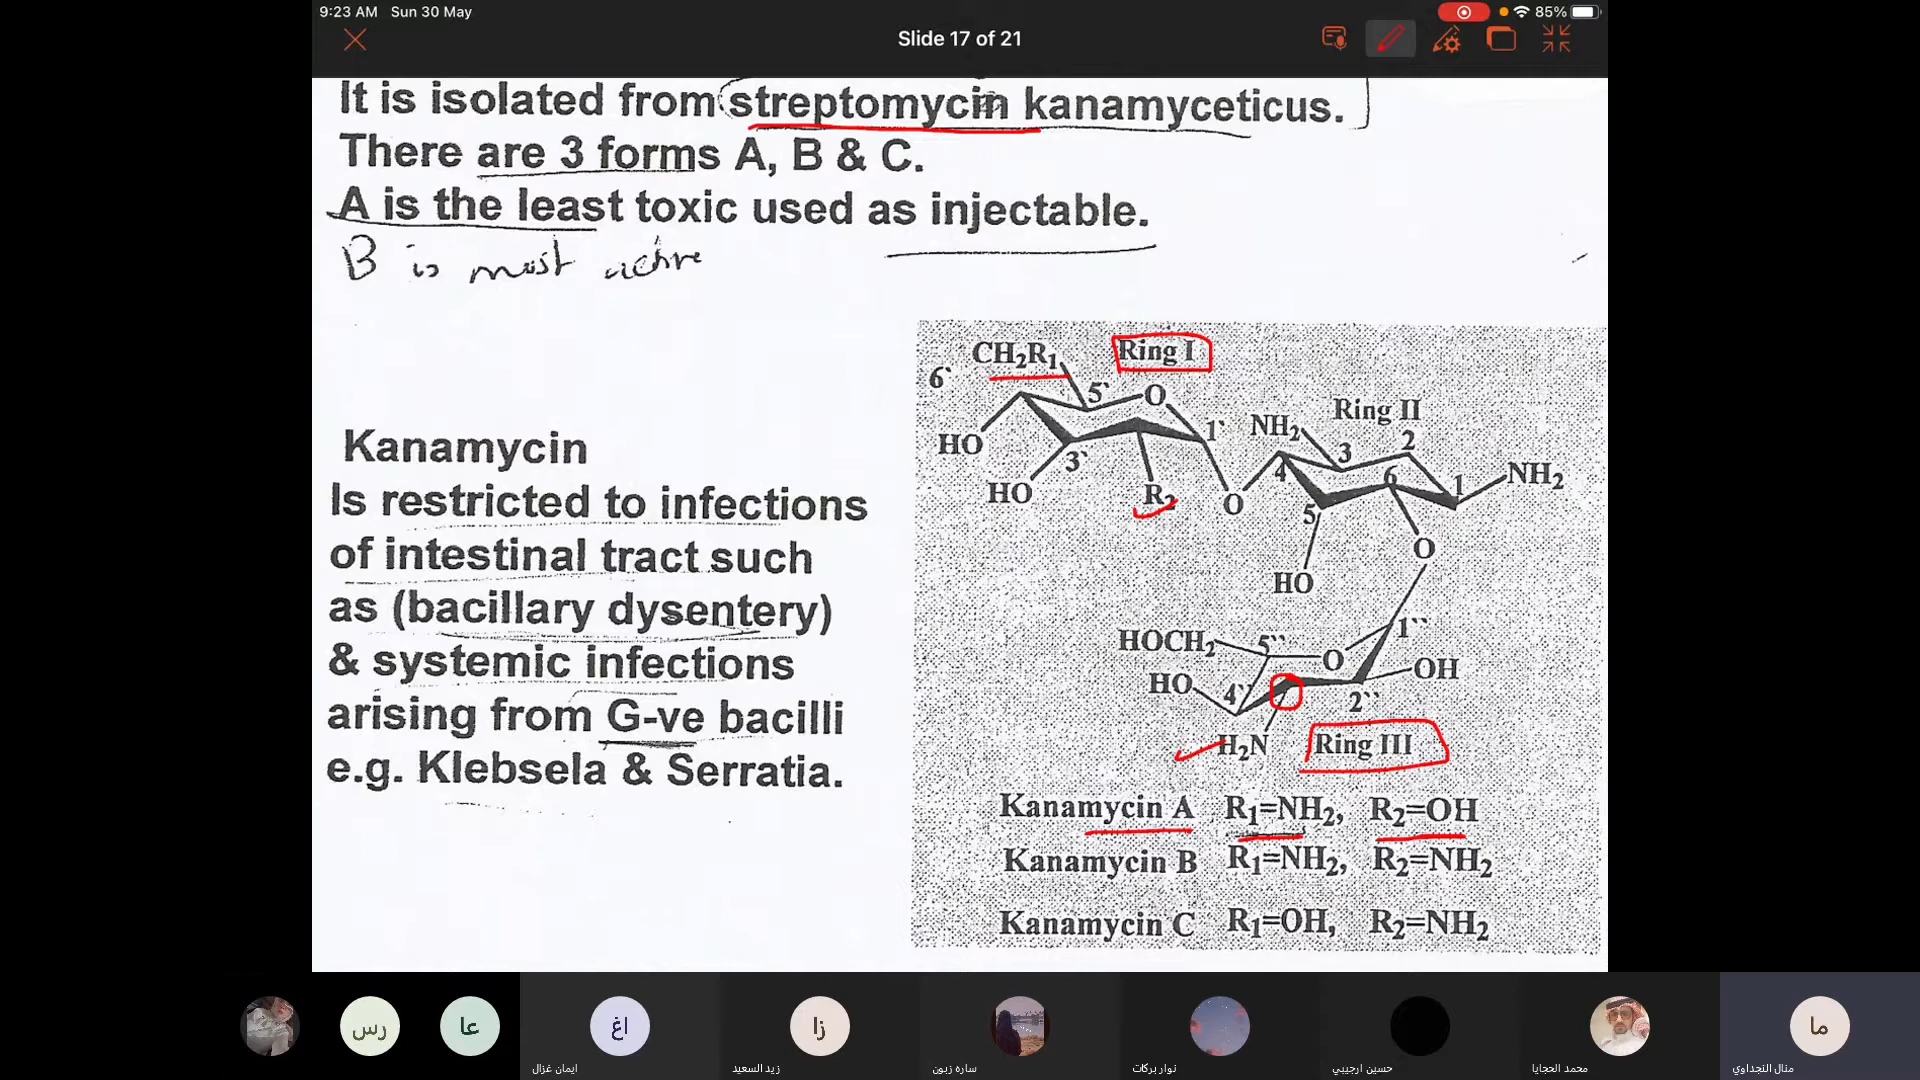 9:23 AM Sun 30 May
85%
Slide 17 of 21
It is isolated from streptomycin kanamyceticus.
There are 3 forms A, B & C.
A is the least toxic used as injectable.
B is most active
Kanamycin
Is restricted to infections
of intestinal tract such
as (bacillary dysentery)
& systemic infections
arising from G-ve bacilli
e.g. Klebsela & Serratia.
CH₂R₁ Ring I
6`
5` O
HO
1`
3`
HO
R₂
O
NH₂ Ring II
3 2
4 6 1 NH₂
5
O
HO
HOCH₂ 5`` O 1``
HO 4`` OH
2``
H₂N Ring III
Kanamycin A R₁=NH₂, R₂=OH
Kanamycin B R₁=NH₂, R₂=NH₂
Kanamycin C R₁=OH, R₂=NH₂
رس
عا
اغ
زا
ما
ايمان غزال
زيد السعيد
ساره زبون
نوار بركات
حسين ارجيبي
محمد الحجايا
منال النجداوي